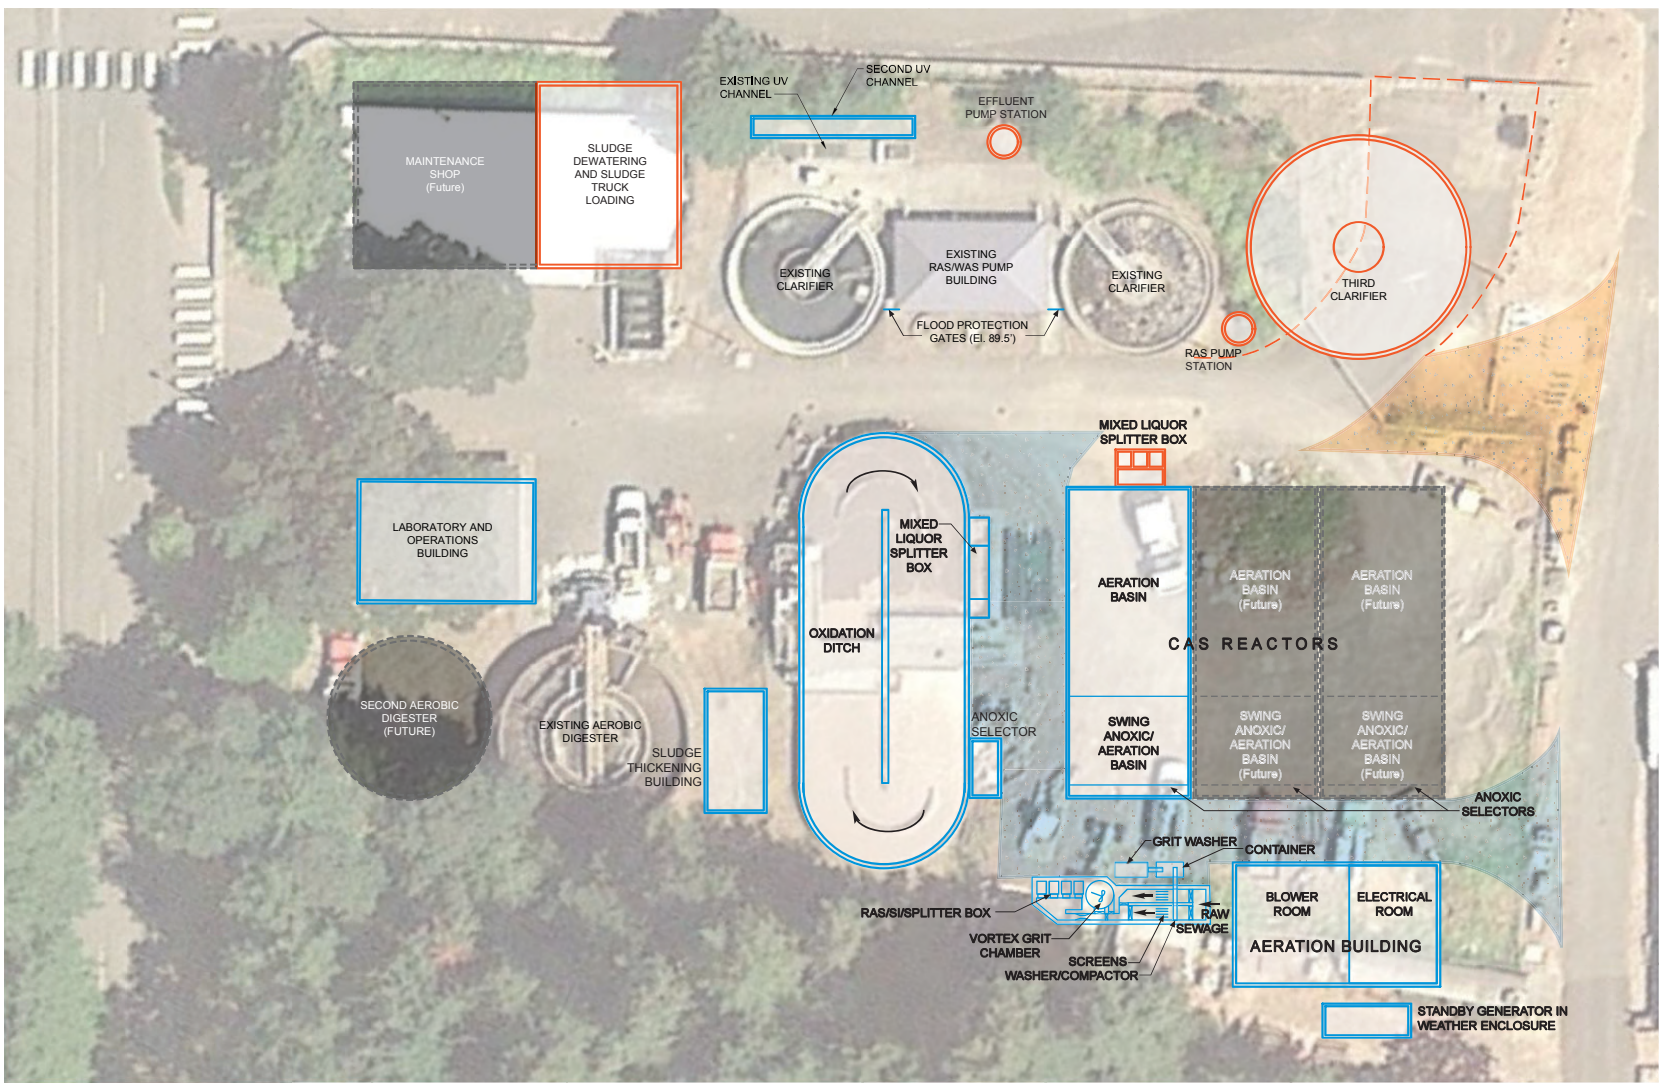 EXISTING UV
CHANNEL
SECOND UV
CHANNEL
EFFLUENT
PUMP STATION
MAINTENANCE
SHOP
(Future)
SLUDGE
DEWATERING
AND SLUDGE
TRUCK
LOADING
EXISTING
CLARIFIER
EXISTING
RAS/WAS PUMP
BUILDING
EXISTING
CLARIFIER
THIRD
CLARIFIER
FLOOD PROTECTION
GATES (El. 89.5')
RAS PUMP
STATION
MIXED LIQUOR
SPLITTER BOX
LABORATORY AND
OPERATIONS
BUILDING
MIXED
LIQUOR
SPLITTER
BOX
AERATION
BASIN
AERATION
BASIN
(Future)
AERATION
BASIN
(Future)
OXIDATION
DITCH
CAS REACTORS
SECOND AEROBIC
DIGESTER
(FUTURE)
EXISTING AEROBIC
DIGESTER
SLUDGE
THICKENING
BUILDING
ANOXIC
SELECTOR
SWING
ANOXIC/
AERATION
BASIN
SWING
ANOXIC/
AERATION
BASIN
(Future)
SWING
ANOXIC/
AERATION
BASIN
(Future)
ANOXIC
SELECTORS
GRIT WASHER
CONTAINER
RAS/SI/SPLITTER BOX
RAW
SEWAGE
VORTEX GRIT
CHAMBER
SCREENS
WASHER/COMPACTOR
BLOWER
ROOM
ELECTRICAL
ROOM
AERATION BUILDING
STANDBY GENERATOR IN
WEATHER ENCLOSURE